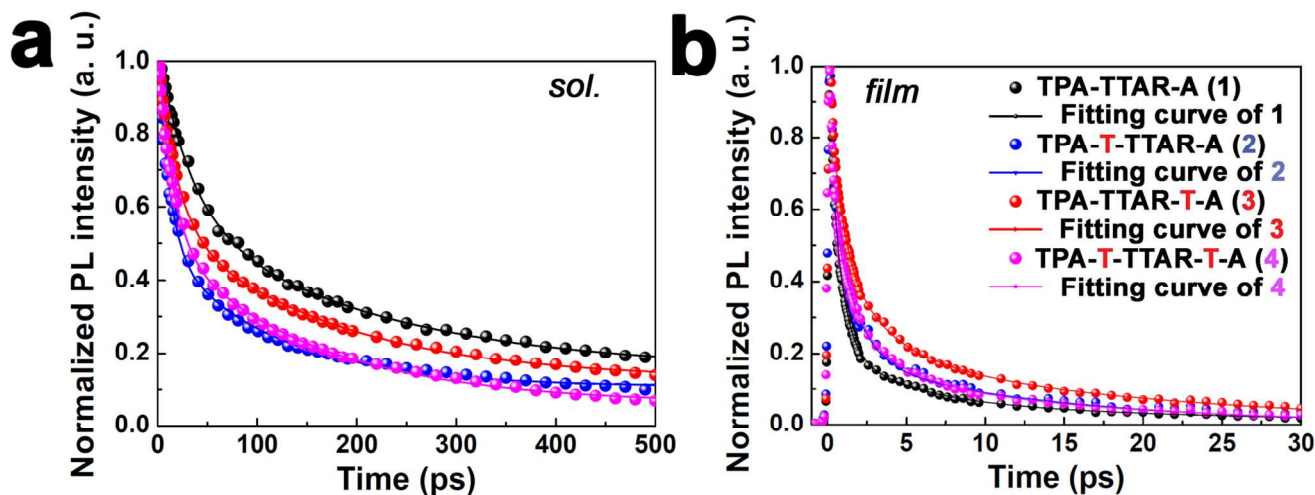 a
Normalized PL intensity (a. u.)
1.0
0.8
0.6
0.4
0.2
0.0
sol.
0
100
200
300
400
500
Time (ps)
b
Normalized PL intensity (a. u.)
1.0
0.8
0.6
0.4
0.2
0.0
film
TPA-TTAR-A (1)
Fitting curve of 1
TPA-T-TTAR-A (2)
Fitting curve of 2
TPA-TTAR-T-A (3)
Fitting curve of 3
TPA-T-TTAR-T-A (4)
Fitting curve of 4
0
5
10
15
20
25
30
Time (ps)